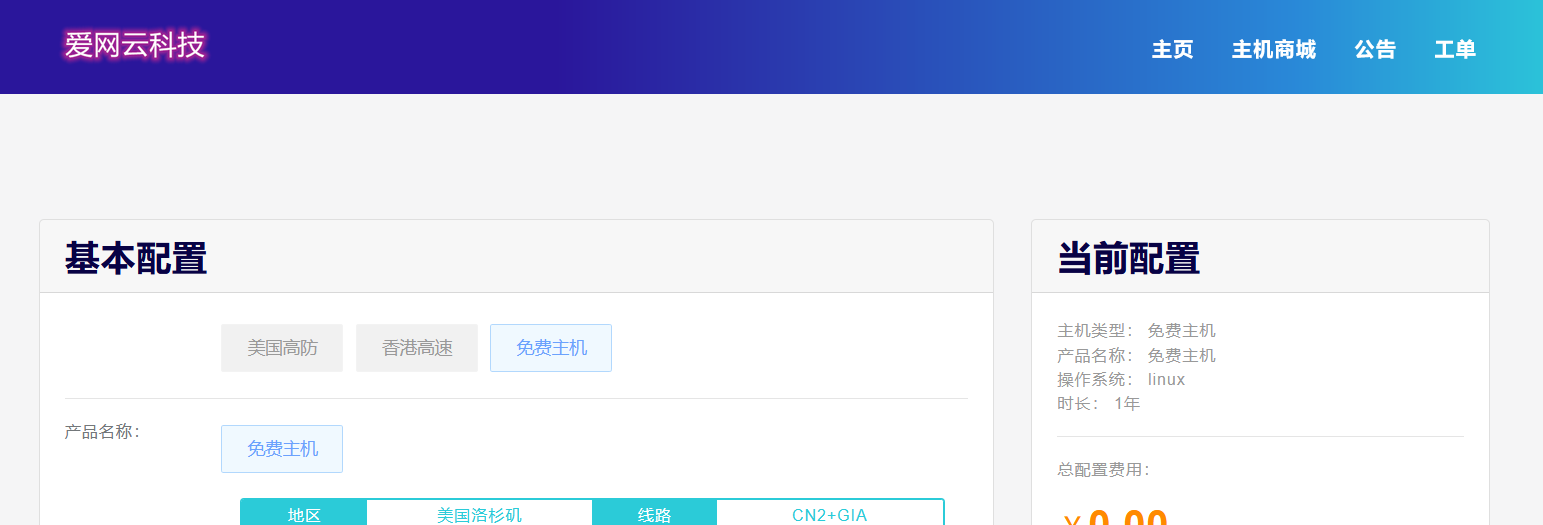 爱网云科技
主页 主机商城 公告 工单
基本配置
美国高防 香港高速 免费主机
产品名称：
免费主机
地区 美国洛杉矶 线路 CN2+GIA
当前配置
主机类型： 免费主机
产品名称： 免费主机
操作系统： linux
时长： 1年
总配置费用：
￥0.00